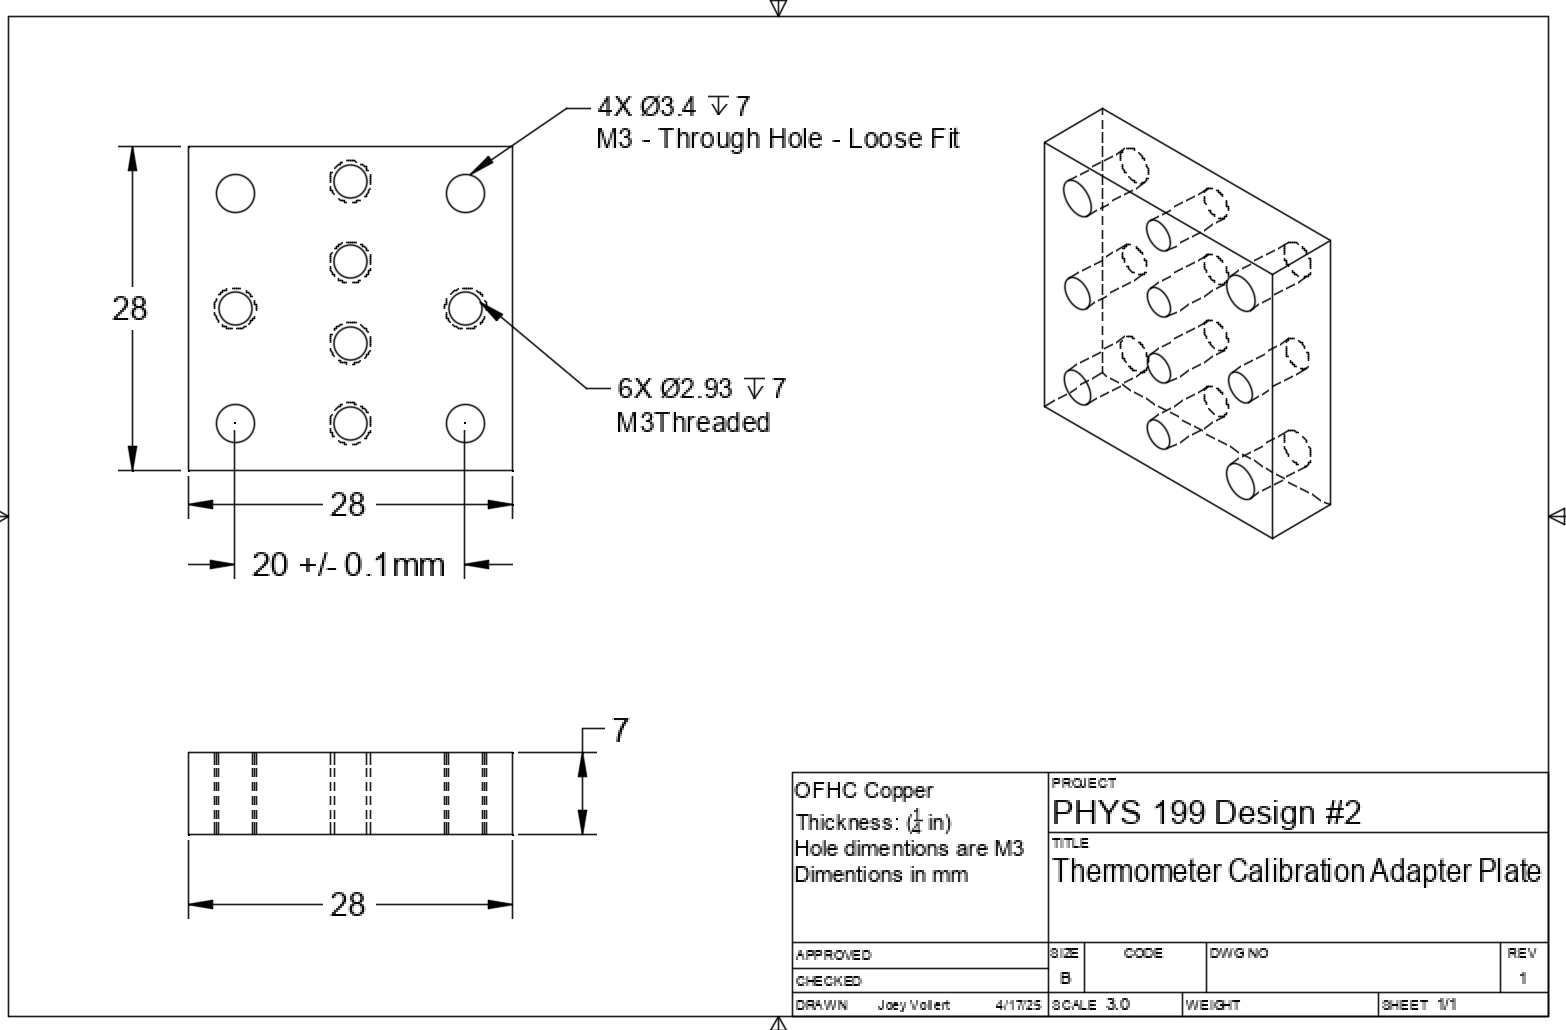 4X Ø3.4 ↧ 7
M3 - Through Hole - Loose Fit
28
6X Ø2.93 ↧ 7
M3Threaded
28
20 +/- 0.1mm
7
28
OFHC Copper
Thickness: (1/4 in)
Hole dimentions are M3
Dimentions in mm
PROJECT
PHYS 199 Design #2
TITLE
Thermometer Calibration Adapter Plate
APPROVED
CHECKED
DRAWN Joey Vollert 4/17/25
SIZE
B
CODE
DWG NO
REV
1
SCALE 3.0
WEIGHT
SHEET 1/1